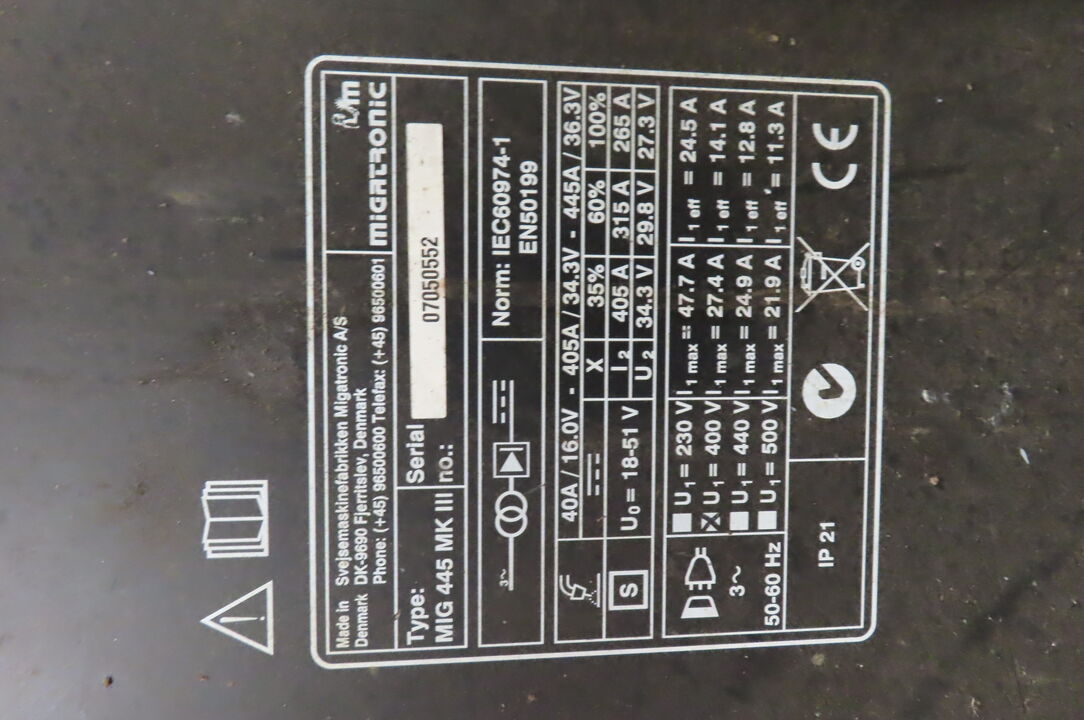 Made in Denmark
Svejsemaskinefabrikken Migatronic A/S
DK-9690 Fjerritslev, Denmark
Phone: (+45) 96500600 Telefax: (+45) 96500601
migatronic
Type:
MIG 445 MK III
Serial no.:
07050552
3~
Norm: IEC60974-1
EN50199
40A / 16.0V - 405A / 34.3V - 445A / 36.3V
X 35% 60% 100%
I2 405 A 315 A 265 A
U2 34.3 V 29.8 V 27.3 V
S
U0 = 18-51 V
3~
50-60 Hz
U1 = 230 V I1 max = 47.7 A I1 eff = 24.5 A
U1 = 400 V I1 max = 27.4 A I1 eff = 14.1 A
U1 = 440 V I1 max = 24.9 A I1 eff = 12.8 A
U1 = 500 V I1 max = 21.9 A I1 eff = 11.3 A
IP 21
CE